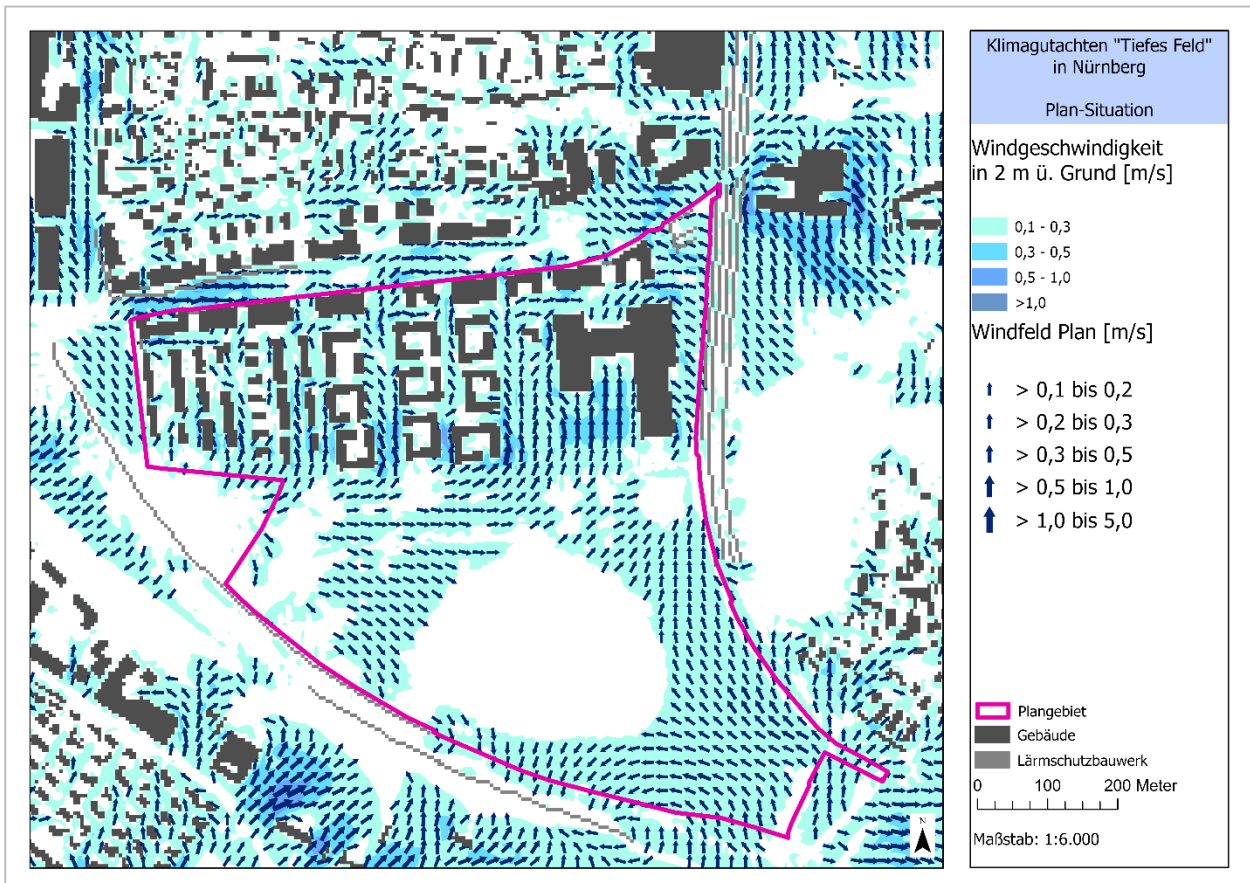 Klimagutachten "Tiefes Feld"
in Nürnberg
Plan-Situation
Windgeschwindigkeit
in 2 m ü. Grund [m/s]
0,1 - 0,3
0,3 - 0,5
0,5 - 1,0
>1,0
Windfeld Plan [m/s]
> 0,1 bis 0,2
> 0,2 bis 0,3
> 0,3 bis 0,5
> 0,5 bis 1,0
> 1,0 bis 5,0
Plangebiet
Gebäude
Lärmschutzbauwerk
0 100 200 Meter
Maßstab: 1:6.000
N